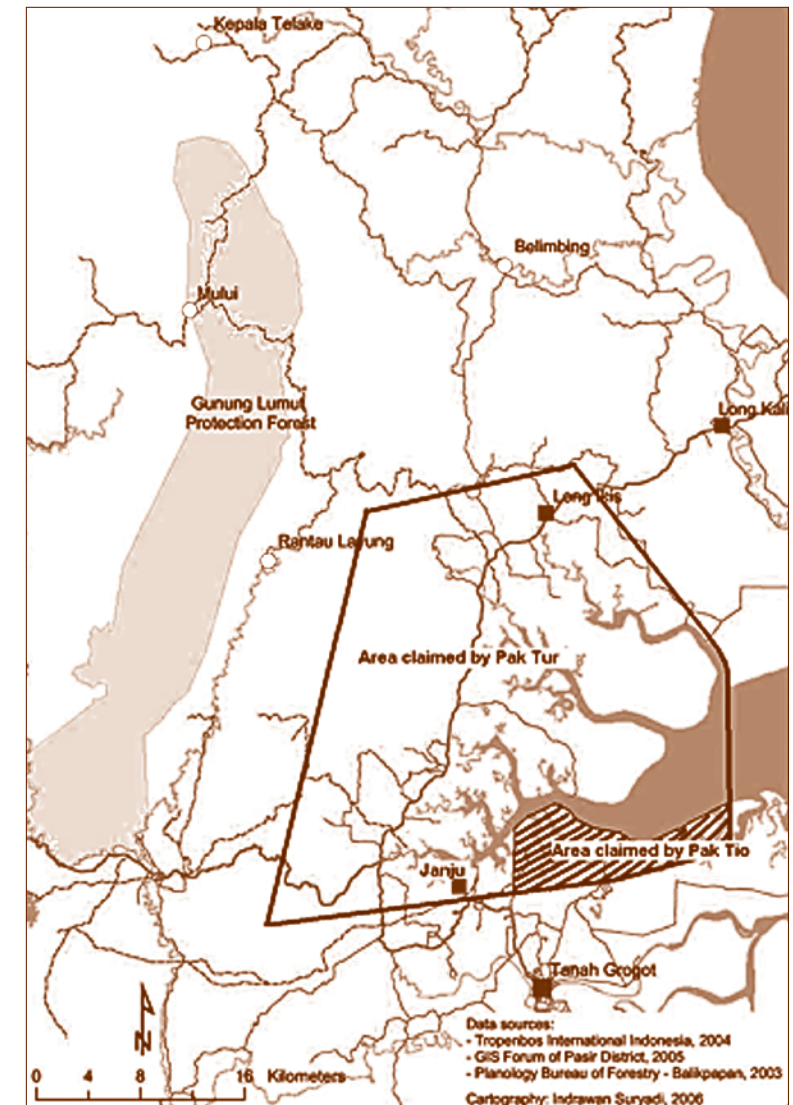 Kepala Telake
Belimbing
Mului
Gunung Lumut
Protection Forest
Long Kali
Long Ikis
Rantau Layung
Area claimed by Pak Tur
Area claimed by Pak Tio
Janju
Tanah Grogot
N
Data sources:
- Tropenbos International Indonesia, 2004
- GIS Forum of Pasir District, 2005
- Planology Bureau of Forestry - Balikpapan, 2003
0 4 8 16 Kilometers
Cartography: Indrawan Suryadi, 2006